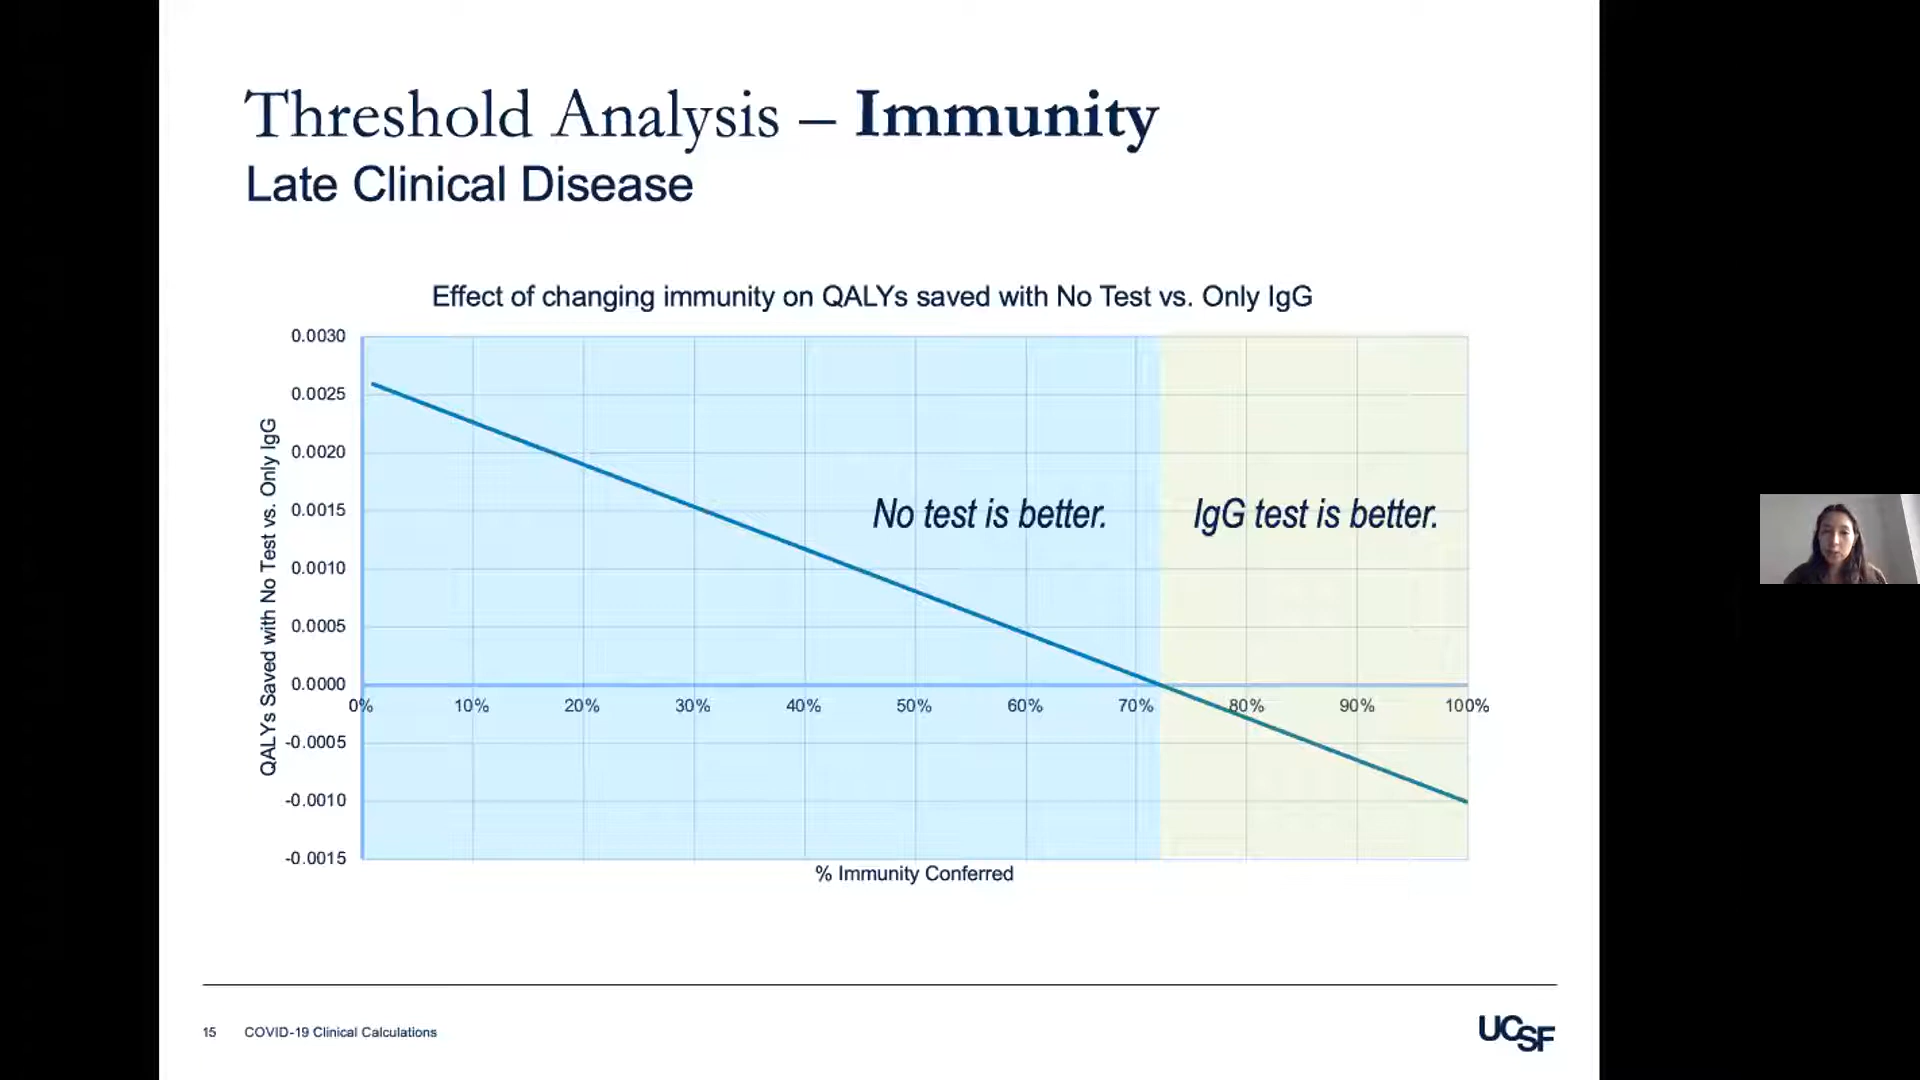 Threshold Analysis – Immunity
Late Clinical Disease
Effect of changing immunity on QALYs saved with No Test vs. Only IgG
QALYs Saved with No Test vs. Only IgG
0.0030
0.0025
0.0020
0.0015
0.0010
0.0005
0.0000
-0.0005
-0.0010
-0.0015
No test is better.
IgG test is better.
0% 10% 20% 30% 40% 50% 60% 70% 80% 90% 100%
% Immunity Conferred
15 COVID-19 Clinical Calculations
UCSF